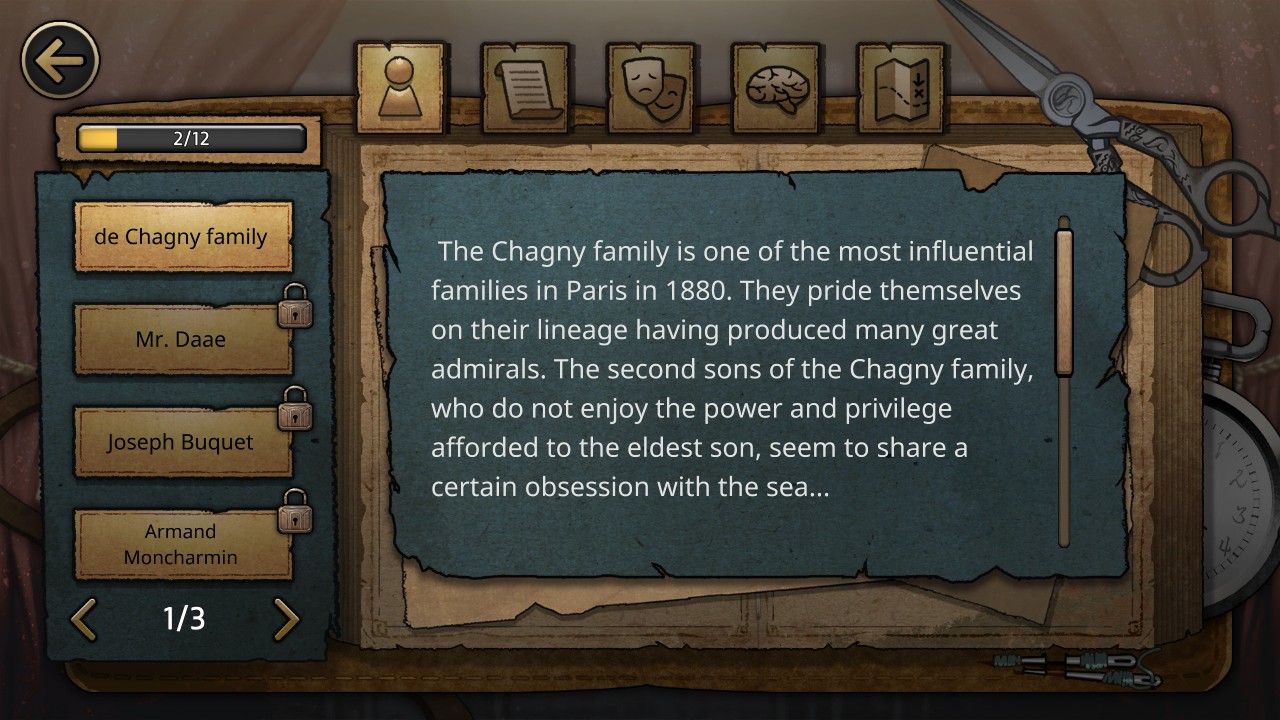 2/12
de Chagny family
Mr. Daae
Joseph Buquet
Armand
Moncharmin
1/3
The Chagny family is one of the most influential
families in Paris in 1880. They pride themselves
on their lineage having produced many great
admirals. The second sons of the Chagny family,
who do not enjoy the power and privilege
afforded to the eldest son, seem to share a
certain obsession with the sea...